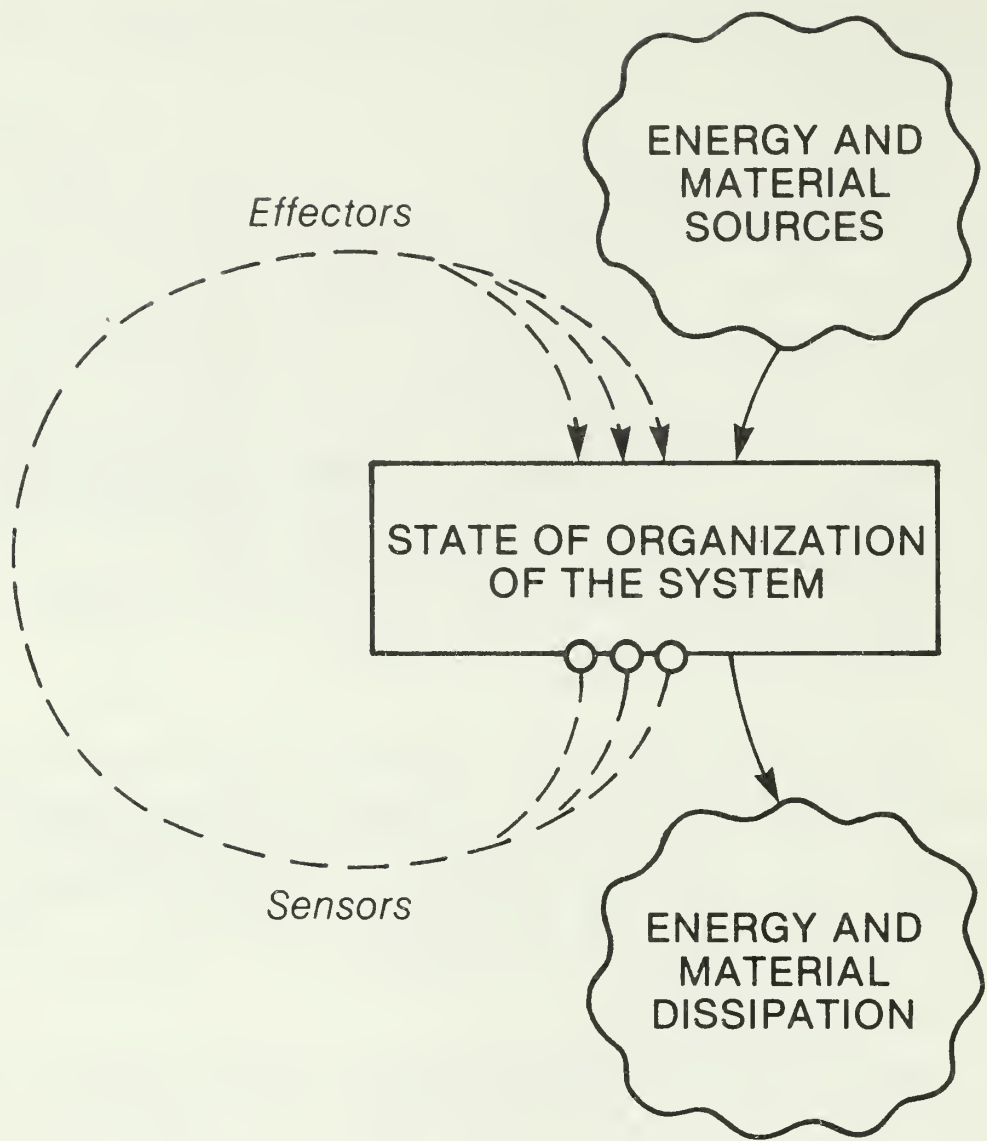 ENERGY AND
MATERIAL
SOURCES
Effectors
STATE OF ORGANIZATION
OF THE SYSTEM
Sensors
ENERGY AND
MATERIAL
DISSIPATION